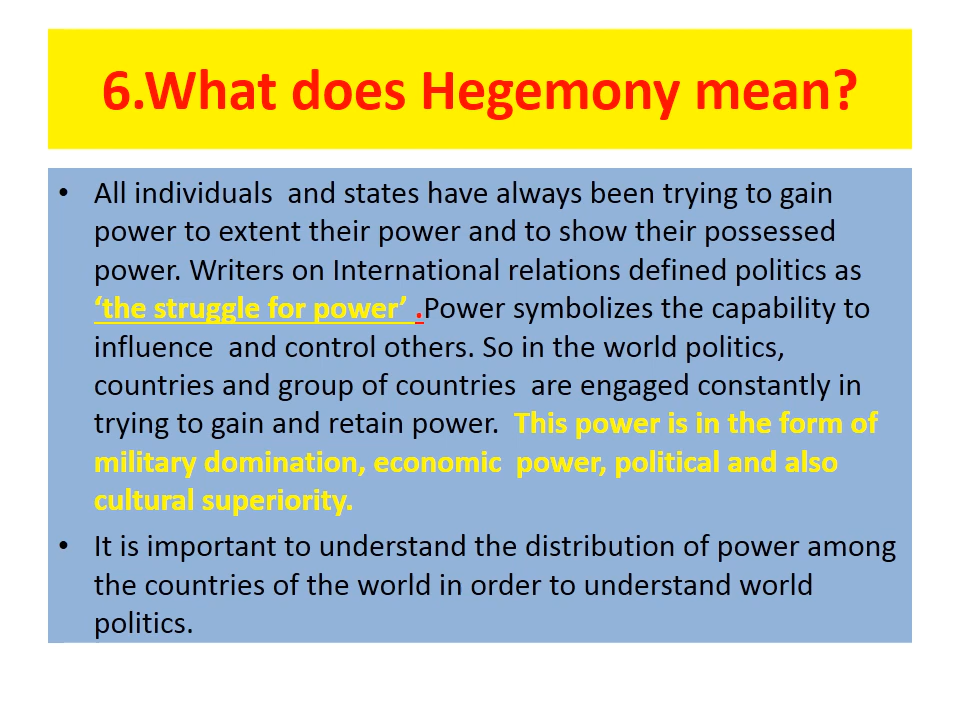 6.What does Hegemony mean?
• All individuals  and states have always been trying to gain
power to extent their power and to show their possessed
power. Writers on International relations defined politics as
‘the struggle for power’ .Power symbolizes the capability to
influence  and control others. So in the world politics,
countries and group of countries  are engaged constantly in
trying to gain and retain power.  This power is in the form of
military domination, economic  power, political and also
cultural superiority.
• It is important to understand the distribution of power among
the countries of the world in order to understand world
politics.